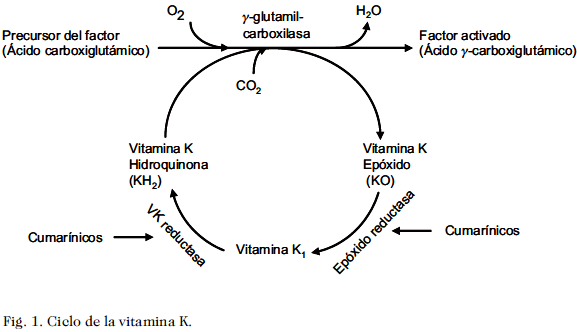 O2
γ-glutamil-
carboxilasa
H2O
Precursor del factor
(Ácido carboxiglutámico)
Factor activado
(Ácido γ-carboxiglutámico)
CO2
Vitamina K
Hidroquinona
(KH2)
Vitamina K
Epóxido
(KO)
VK reductasa
Epóxido reductasa
Cumarínicos
Vitamina K1
Cumarínicos
Fig. 1. Ciclo de la vitamina K.